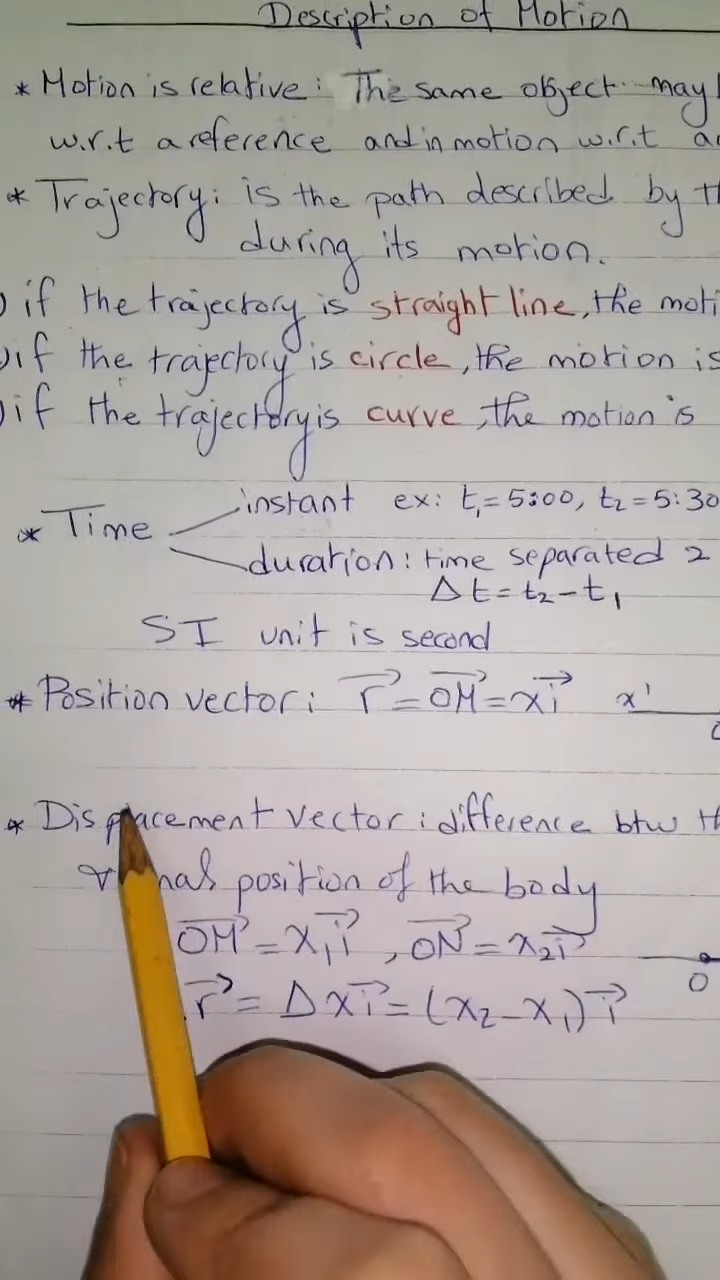 Description of Motion
* Motion is relative: The same object may
w.r.t a reference and in motion w.r.t
* Trajectory: is the path described by
during its motion.
) if the trajectory is straight line, the
) if the trajectory is circle, the motion is
) if the trajectory is curve, the motion is
* Time
instant ex: t₁=5:00, t₂=5:30
duration: time separated 2
Δt = t₂ - t₁
SI unit is second
* Position vector: r⃗ = OM⃗ = xi⃗ x'
* Displacement vector: difference btw
position of the body
OM⃗ = x₁i⃗, ON⃗ = x₂i⃗
O
r⃗ = Δxi⃗ = (x₂ - x₁)i⃗